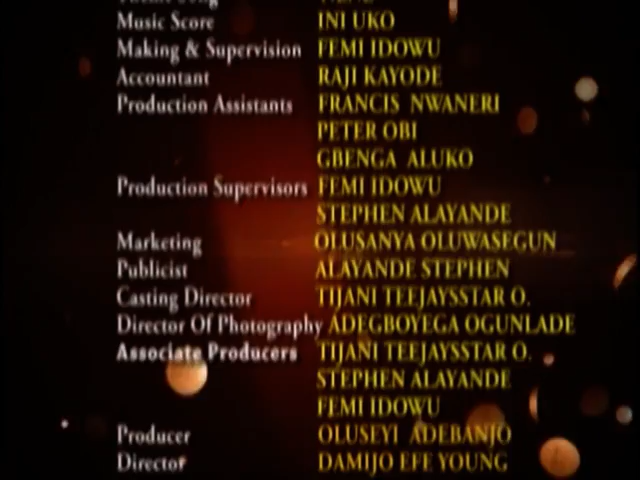 Music Score INI UKO
Making & Supervision FEMI IDOWU
Accountant RAJI KAYODE
Production Assistants FRANCIS NWANERI
PETER OBI
GBENGA ALUKO
Production Supervisors FEMI IDOWU
STEPHEN ALAYANDE
Marketing OLUSANYA OLUWASEGUN
Publicist ALAYANDE STEPHEN
Casting Director TIJANI TEEJAYSSTAR O.
Director Of Photography ADEGBOYEGA OGUNLADE
Associate Producers TIJANI TEEJAYSSTAR O.
STEPHEN ALAYANDE
FEMI IDOWU
Producer OLUSEYI ADEBANJO
Director DAMIJO EFE YOUNG